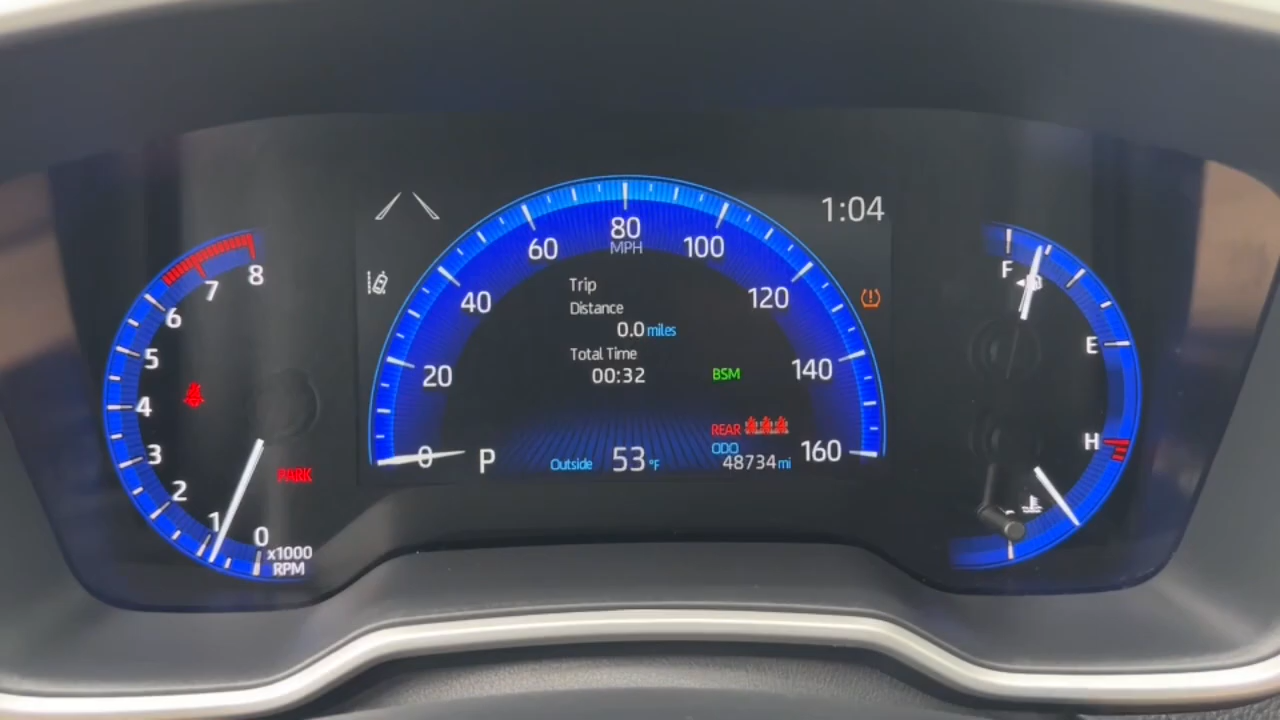 1:04
8
7
6
5
4
3
2
1
0
x1000
RPM
PARK
0
20
40
60
80
MPH
100
120
140
160
Trip
Distance
0.0 miles
Total Time
00:32
BSM
REAR
ODO
48734 mi
P
Outside 53 °F
F
E
H